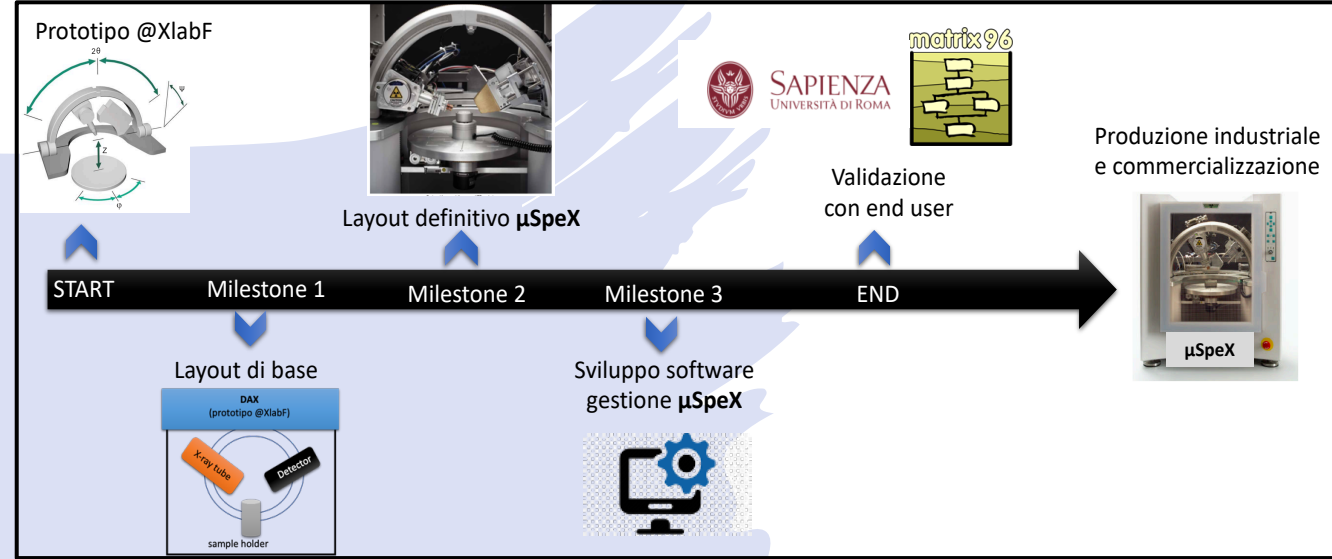 Prototipo @XlabF
2θ
ψ
Z
φ
Layout definitivo µSpeX
SAPIENZA
UNIVERSITÀ DI ROMA
matrix 96
Validazione
con end user
Produzione industriale
e commercializzazione
START
Milestone 1
Milestone 2
Milestone 3
END
Layout di base
DAX
(prototipo @XlabF)
X-ray tube
Detector
sample holder
Sviluppo software
gestione µSpeX
µSpeX